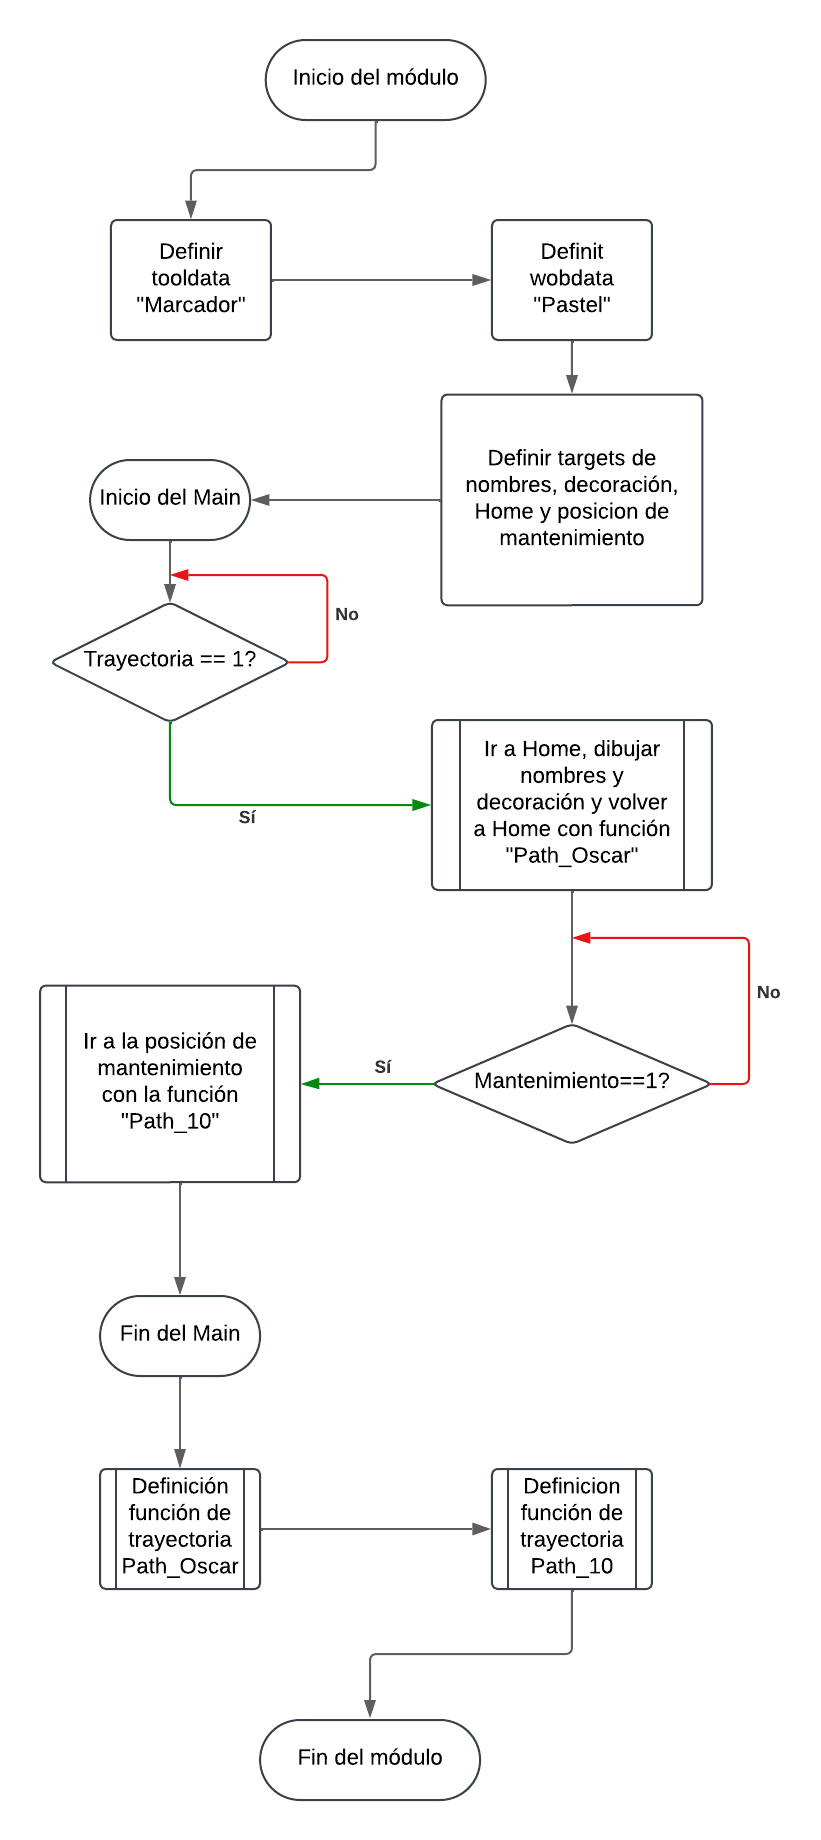 Inicio del módulo
Definir
tooldata
"Marcador"
Definit
wobdata
"Pastel"
Definir targets de
nombres, decoración,
Home y posicion de
mantenimiento
Inicio del Main
No
Trayectoria == 1?
Sí
Ir a Home, dibujar
nombres y
decoración y volver
a Home con función
"Path_Oscar"
No
Mantenimiento==1?
Sí
Ir a la posición de
mantenimiento
con la función
"Path_10"
Fin del Main
Definición
función de
trayectoria
Path_Oscar
Definicion
función de
trayectoria
Path_10
Fin del módulo